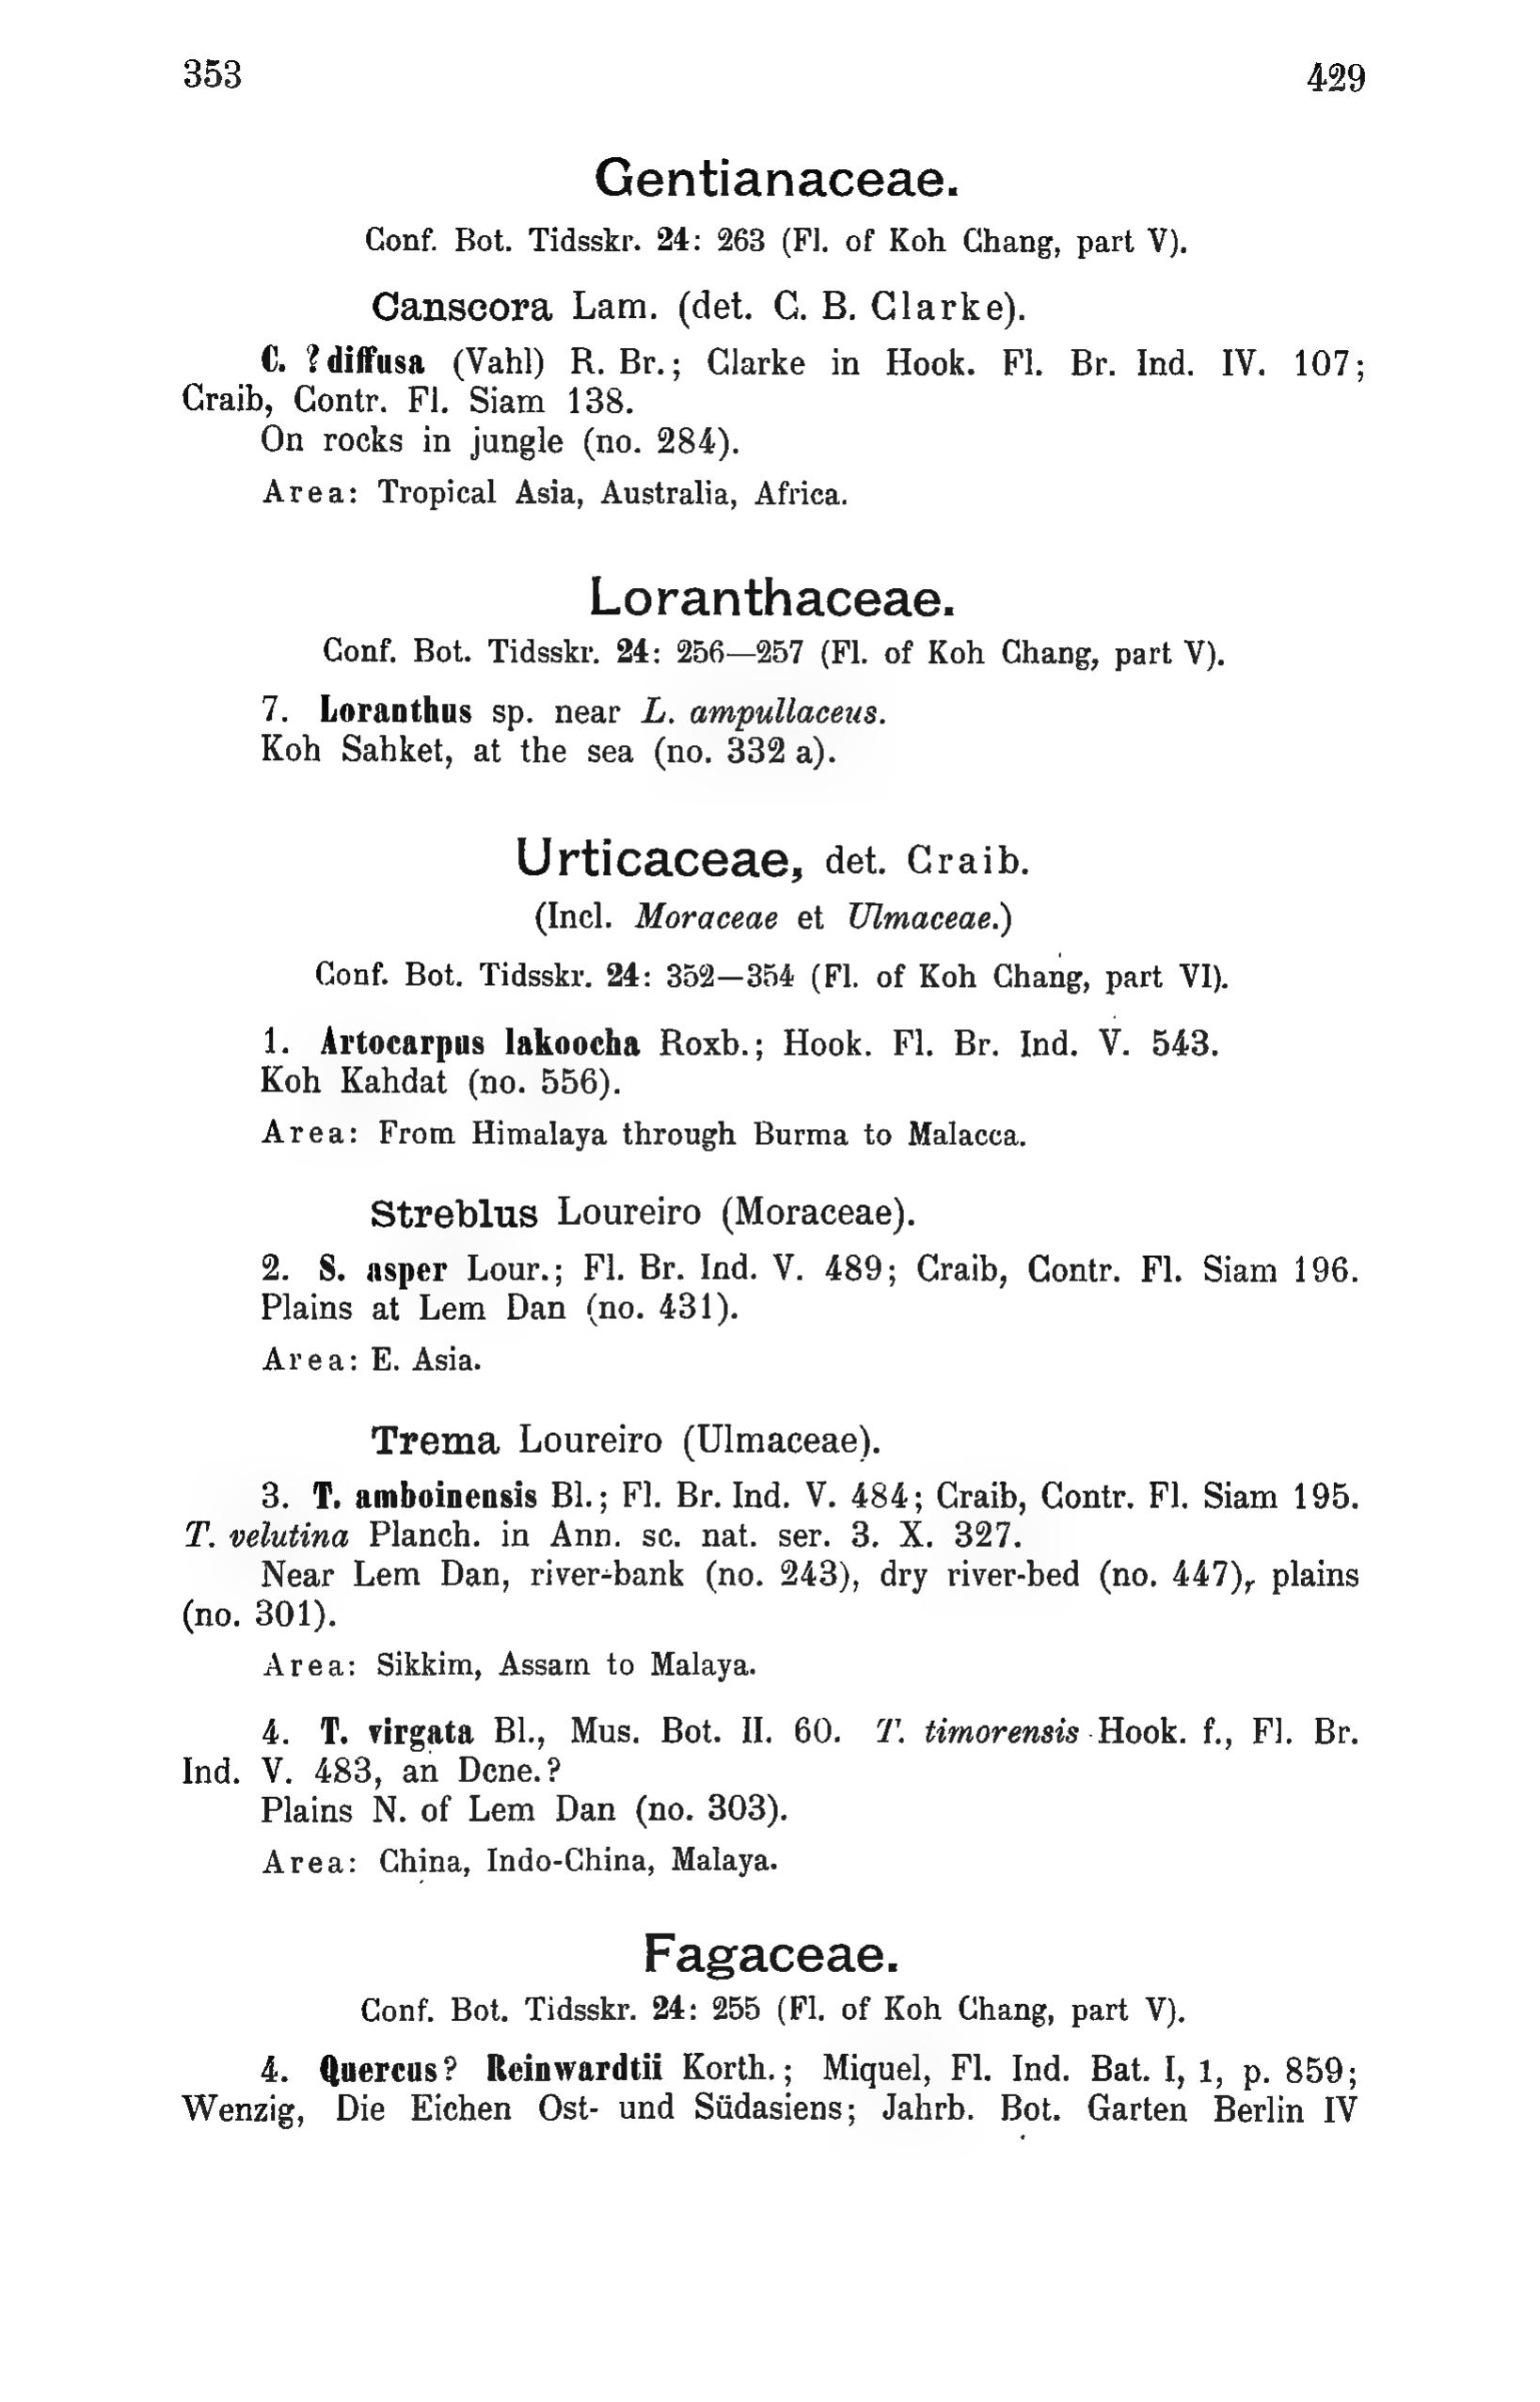 353 429
Gentianaceae.
Conf. Bot. Tidsskr. 24: 263 (Fl. of Koh Chang, part V).
Canscora Lam. (det. C. B. Clarke).
C. ?diffusa (Vahl) R. Br.; Clarke in Hook. Fl. Br. Ind. IV. 107;
Craib, Contr. Fl. Siam 138.
On rocks in jungle (no. 284).
Area: Tropical Asia, Australia, Africa.
Loranthaceae.
Conf. Bot. Tidsskr. 24: 256—257 (Fl. of Koh Chang, part V).
7. Loranthus sp. near L. ampullaceus.
Koh Sahket, at the sea (no. 332 a).
Urticaceae, det. Craib.
(Incl. Moraceae et Ulmaceae.)
Conf. Bot. Tidsskr. 24: 352—354 (Fl. of Koh Chang, part VI).
1. Artocarpus lakoocha Roxb.; Hook. Fl. Br. Ind. V. 543.
Koh Kahdat (no. 556).
Area: From Himalaya through Burma to Malacca.
Streblus Loureiro (Moraceae).
2. S. asper Lour.; Fl. Br. Ind. V. 489; Craib, Contr. Fl. Siam 196.
Plains at Lem Dan (no. 431).
Area: E. Asia.
Trema Loureiro (Ulmaceae).
3. T. amboinensis Bl.; Fl. Br. Ind. V. 484; Craib, Contr. Fl. Siam 195.
T. velutina Planch. in Ann. sc. nat. ser. 3. X. 327.
Near Lem Dan, river-bank (no. 243), dry river-bed (no. 447), plains
(no. 301).
Area: Sikkim, Assam to Malaya.
4. T. virgata Bl., Mus. Bot. II. 60. T. timorensis Hook. f., Fl. Br.
Ind. V. 483, an Dcne.?
Plains N. of Lem Dan (no. 303).
Area: China, Indo-China, Malaya.
Fagaceae.
Conf. Bot. Tidsskr. 24: 255 (Fl. of Koh Chang, part V).
4. Quercus? Reinwardtii Korth.; Miquel, Fl. Ind. Bat. I, 1, p. 859;
Wenzig, Die Eichen Ost- und Südasiens; Jahrb. Bot. Garten Berlin IV